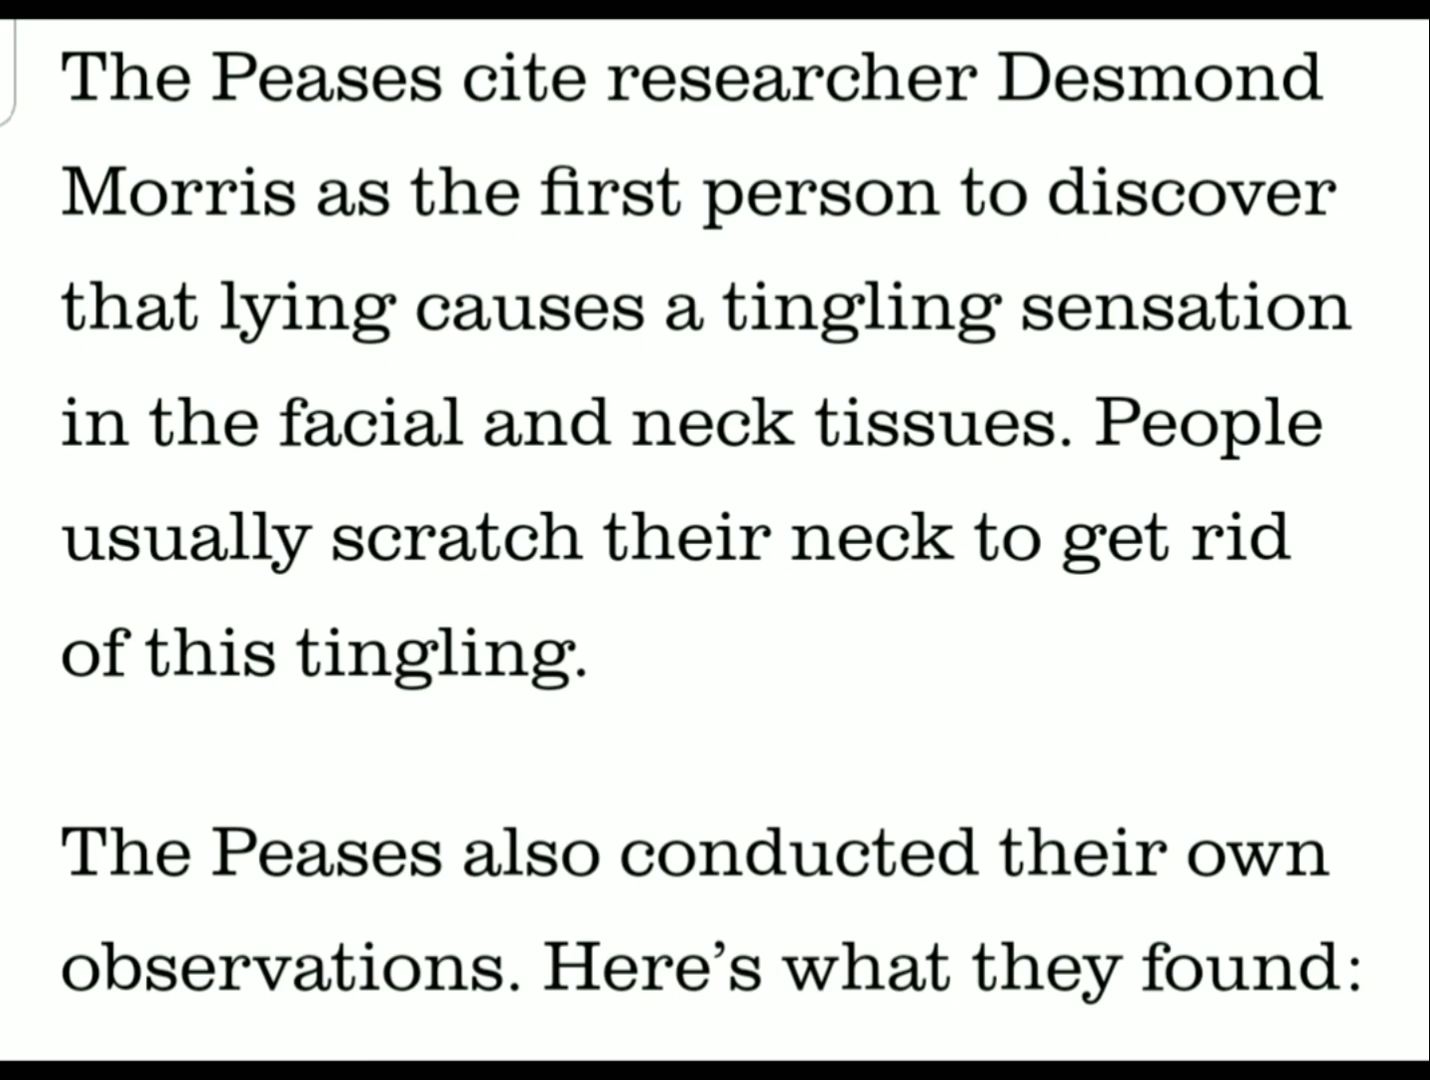 The Peases cite researcher Desmond
Morris as the first person to discover
that lying causes a tingling sensation
in the facial and neck tissues. People
usually scratch their neck to get rid
of this tingling.
The Peases also conducted their own
observations. Here’s what they found: